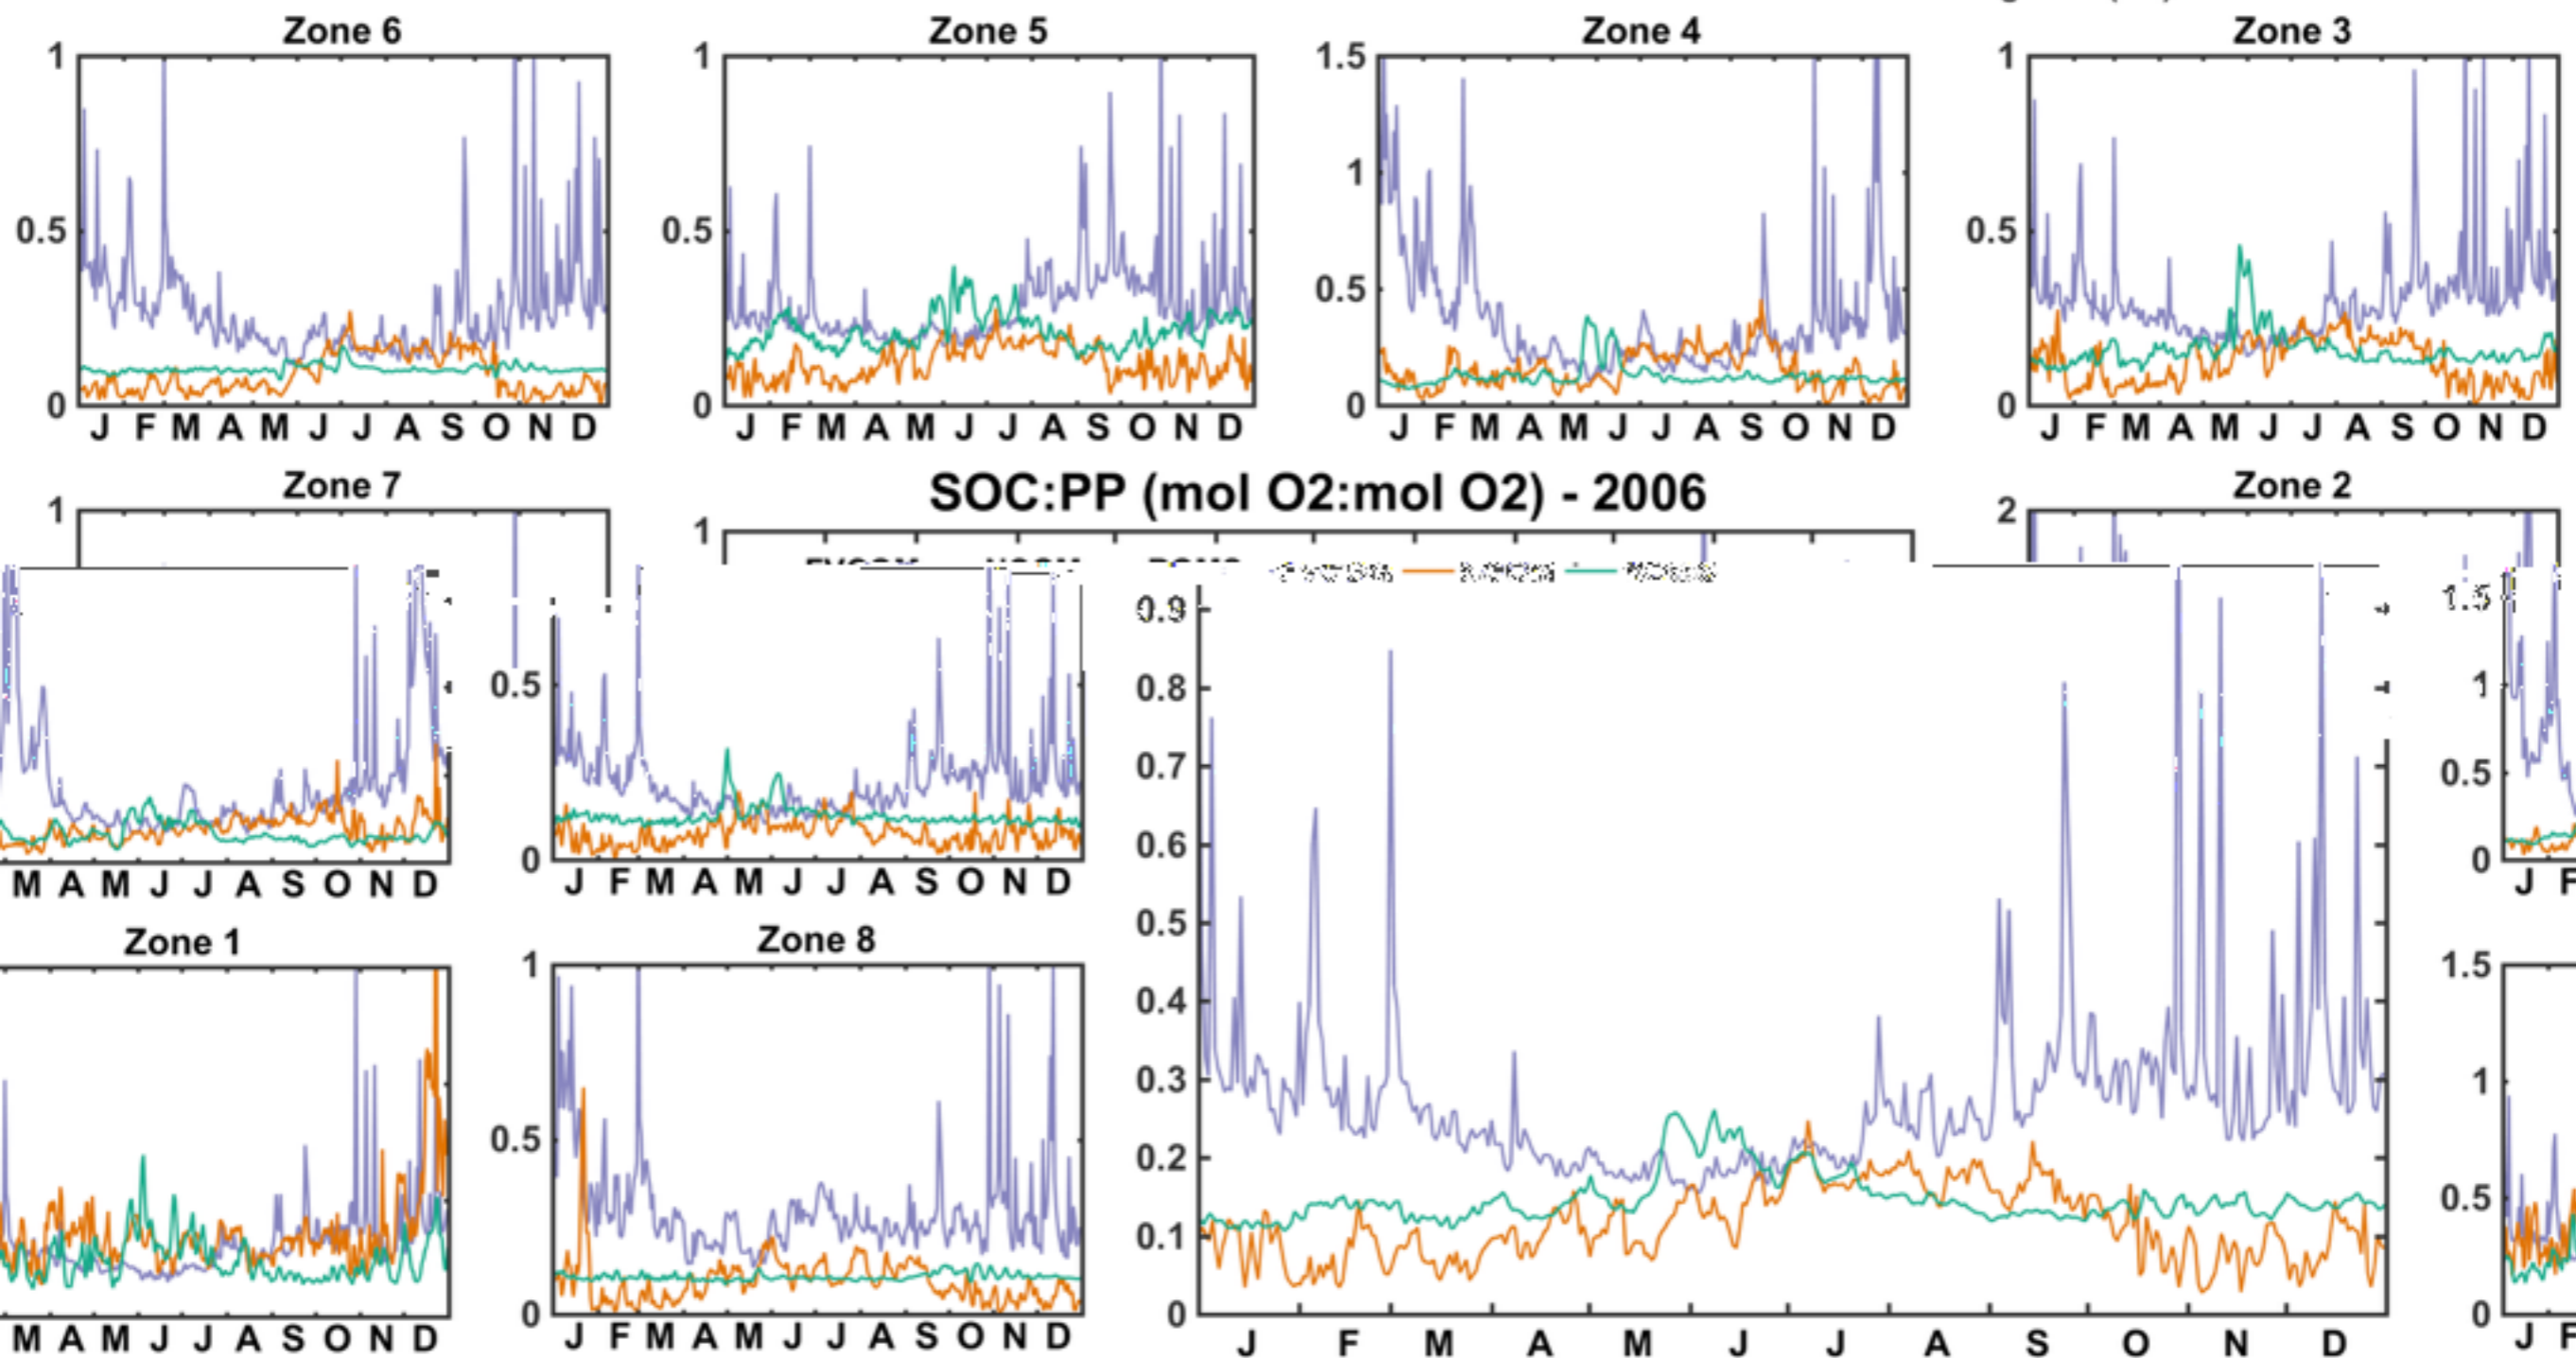 Zone 6
Zone 5
Zone 4
Zone 3
1
0.5
0
J F M A M J J A S O N D
1
0.5
0
J F M A M J J A S O N D
1.5
1
0.5
0
J F M A M J J A S O N D
1
0.5
0
J F M A M J J A S O N D
Zone 7
SOC:PP (mol O2:mol O2) - 2006
Zone 2
1
1
2
M A M J J A S O N D
0.5
0
J F M A M J J A S O N D
0.9
0.8
0.7
0.6
0.5
0.4
0.3
0.2
0.1
0
J F M A M J J A S O N D
1.5
1
0.5
0
J F
Zone 1
Zone 8
M A M J J A S O N D
1
0.5
0
J F M A M J J A S O N D
1.5
1
0.5
0
J F